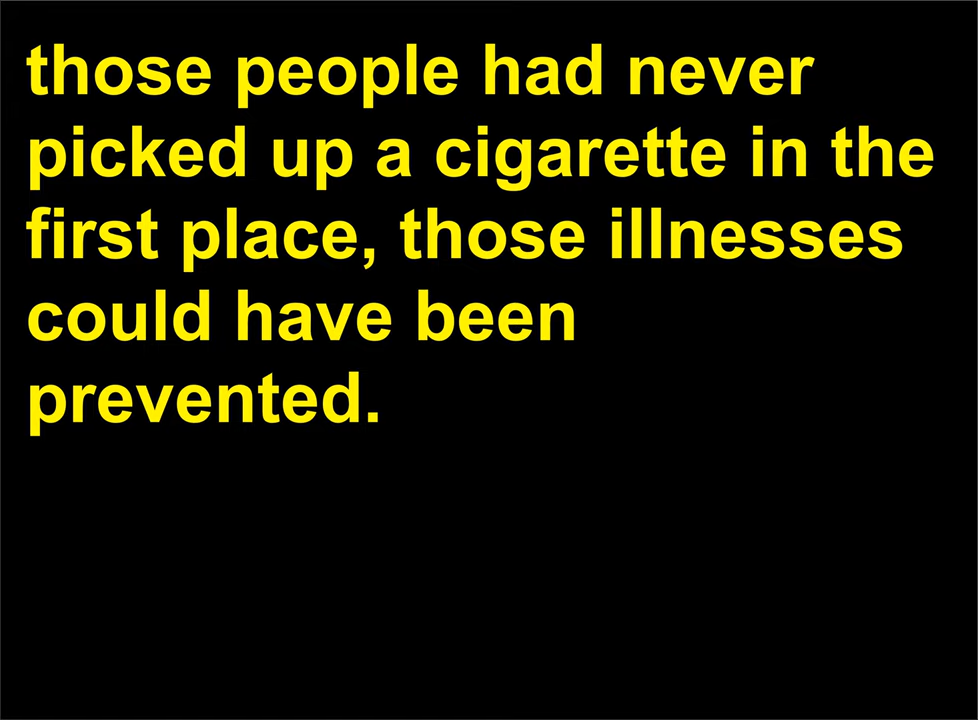 those people had never
picked up a cigarette in the
first place, those illnesses
could have been
prevented.